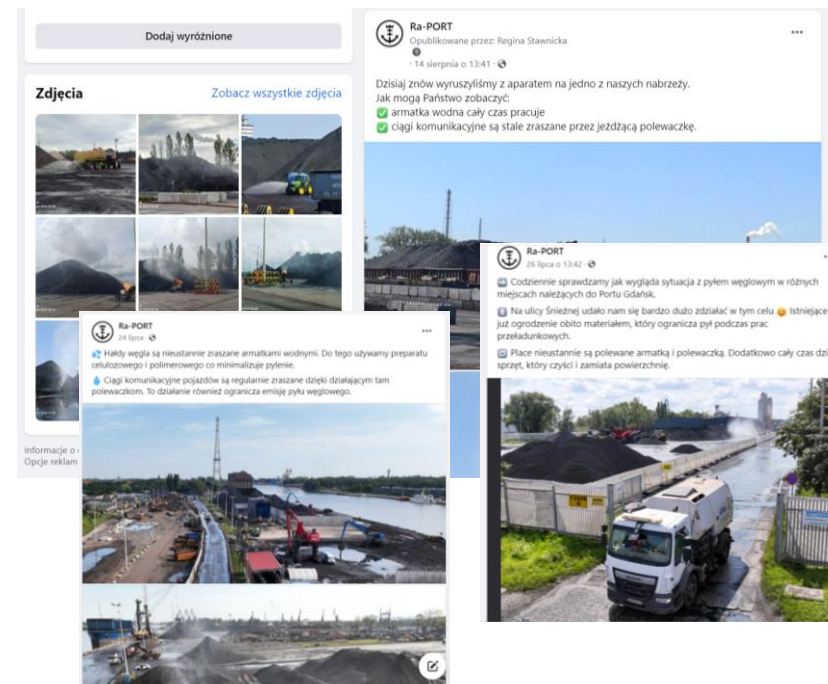 Dodaj wyróżnione
Zdjęcia
Zobacz wszystkie zdjęcia
Informacje o
Opcje reklam
Ra-PORT
Opublikowane przez: Regina Stawnicka
· 14 sierpnia o 13:41 ·
Dzisiaj znów wyruszyliśmy z aparatem na jedno z naszych nabrzeży.
Jak mogą Państwo zobaczyć:
✅ armatka wodna cały czas pracuje
✅ ciągi komunikacyjne są stale zraszane przez jeżdżącą polewaczkę.
Ra-PORT
24 lipca ·
💦 Hałdy węgla są nieustannie zraszane armatkami wodnymi. Do tego używamy preparatu
celulozowego i polimerowego co minimalizuje pylenie.
💧 Ciągi komunikacyjne pojazdów są regularnie zraszane dzięki działającym tam
polewaczkom. To działanie również ogranicza emisję pyłu węglowego.
Ra-PORT
26 lipca o 13:42 ·
➡️ Codziennie sprawdzamy jak wygląda sytuacja z pyłem węglowym w różnych
miejscach należących do Portu Gdańsk.
Na ulicy Śnieżnej udało nam się bardzo dużo zdziałać w tym celu 😀 Istniejące
już ogrodzenie obito materiałem, który ogranicza pył podczas prac
przeładunkowych.
Place nieustannie są polewane armatką i polewaczką. Dodatkowo cały czas dzi
sprzęt, który czyści i zamiata powierzchnię.